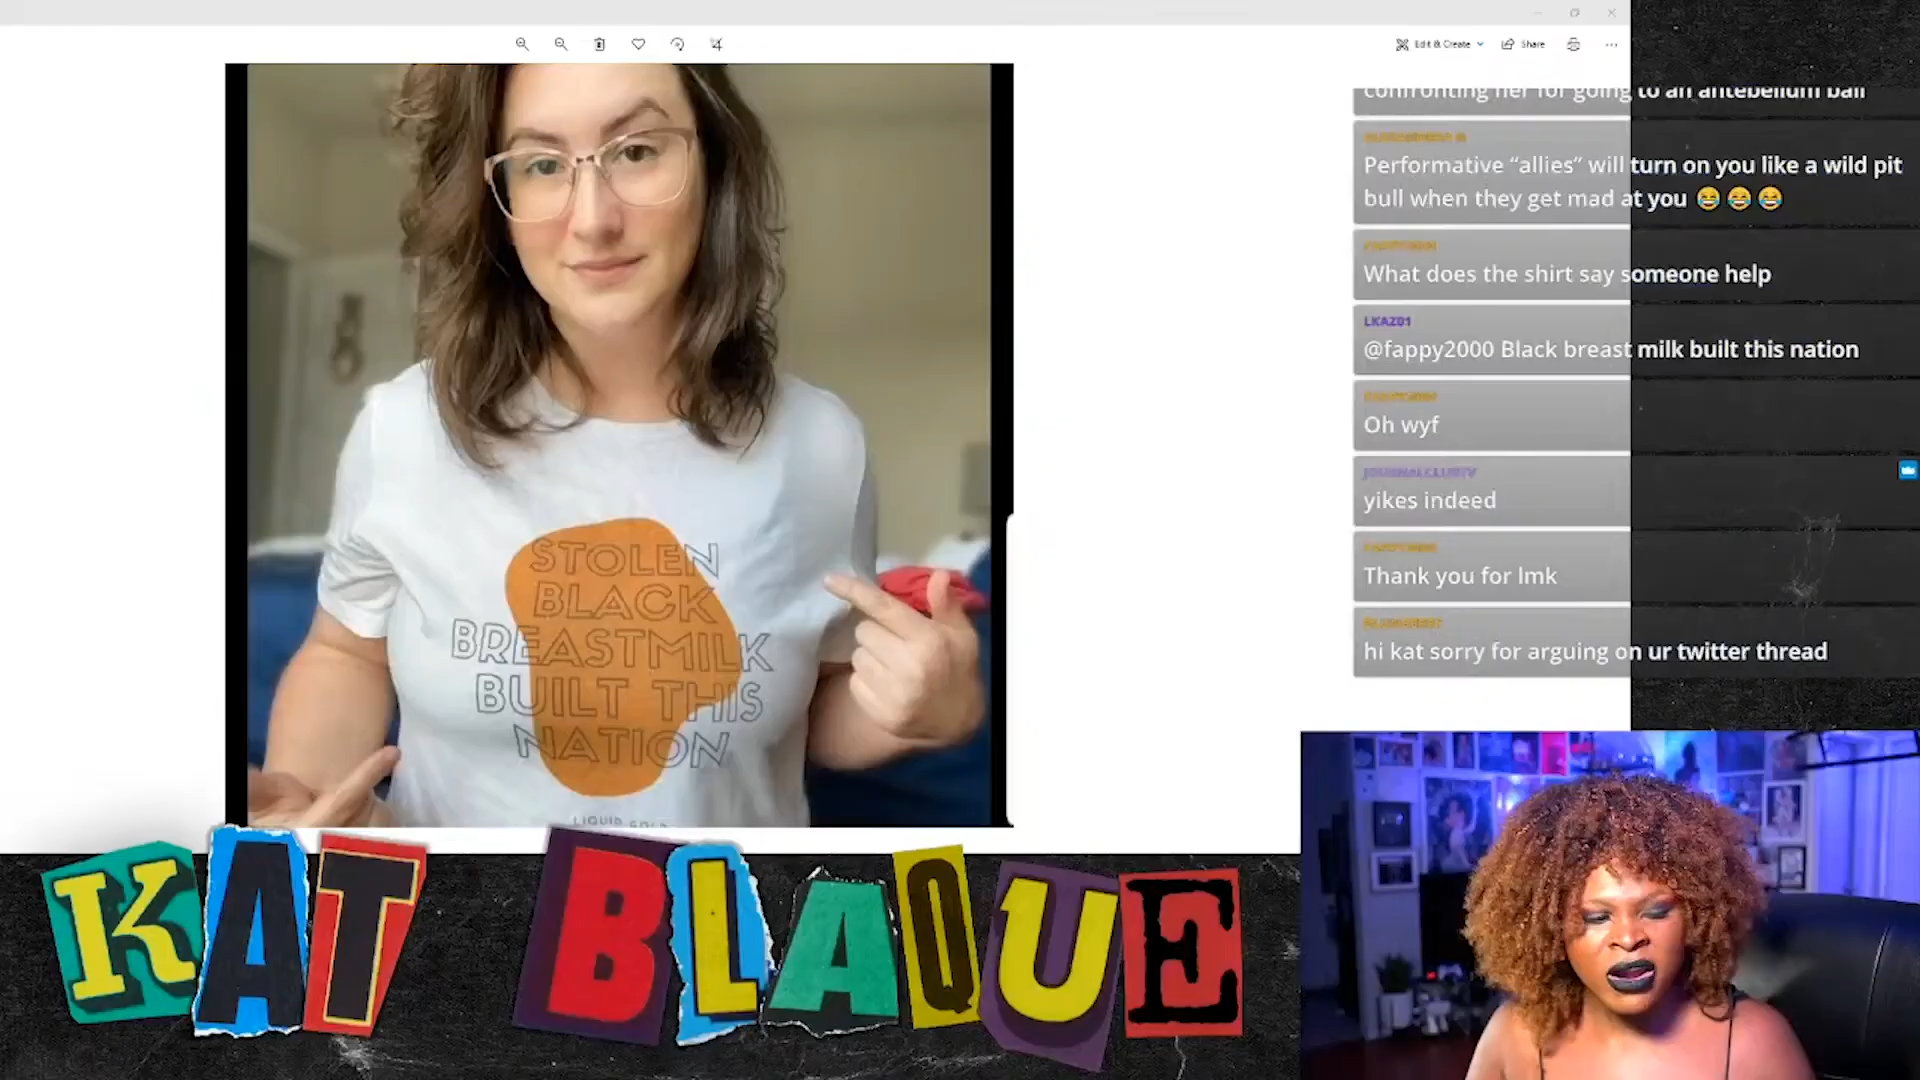 Edit & Create
Share
confronting her for going to an antebellum ball
Performative “allies” will turn on you like a wild pit
bull when they get mad at you 😂 😂 😂
What does the shirt say someone help
LKAZ01
@fappy2000 Black breast milk built this nation
Oh wyf
yikes indeed
Thank you for lmk
hi kat sorry for arguing on ur twitter thread
STOLEN
BLACK
BREASTMILK
BUILT THIS
NATION
LIQUID GOLD
KAT BLAQUE